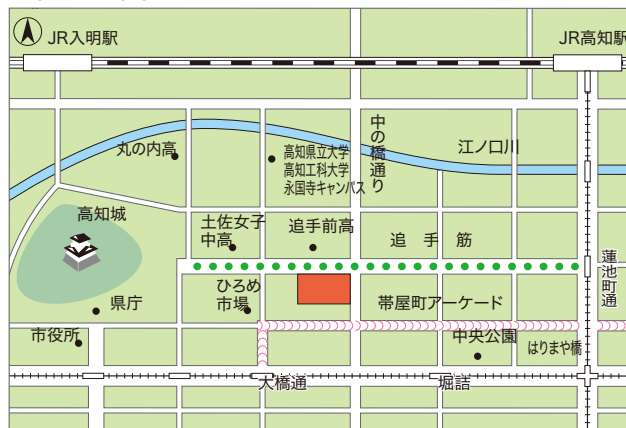 JR入明駅
JR高知駅
中の橋通り
丸の内高
高知県立大学
高知工科大学
永国寺キャンパス
江ノ口川
高知城
土佐女子
中高
追手前高
追手筋
蓮池町通
ひろめ
市場
県庁
帯屋町アーケード
市役所
中央公園
はりまや橋
大橋通
堀詰